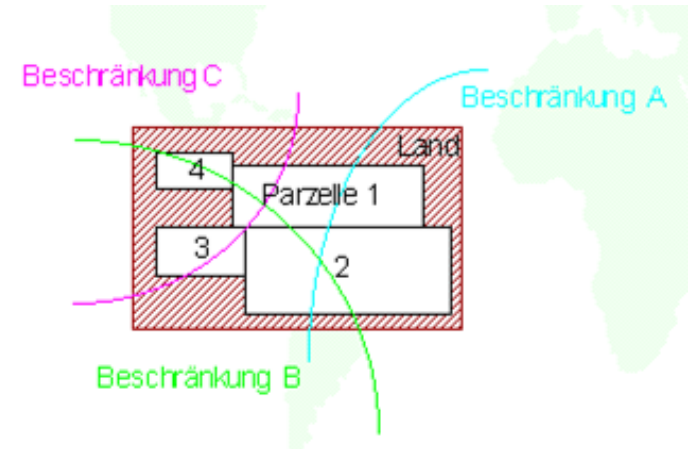 Beschränkung C
Beschränkung A
Land
4
Parzelle 1
3
2
Beschränkung B